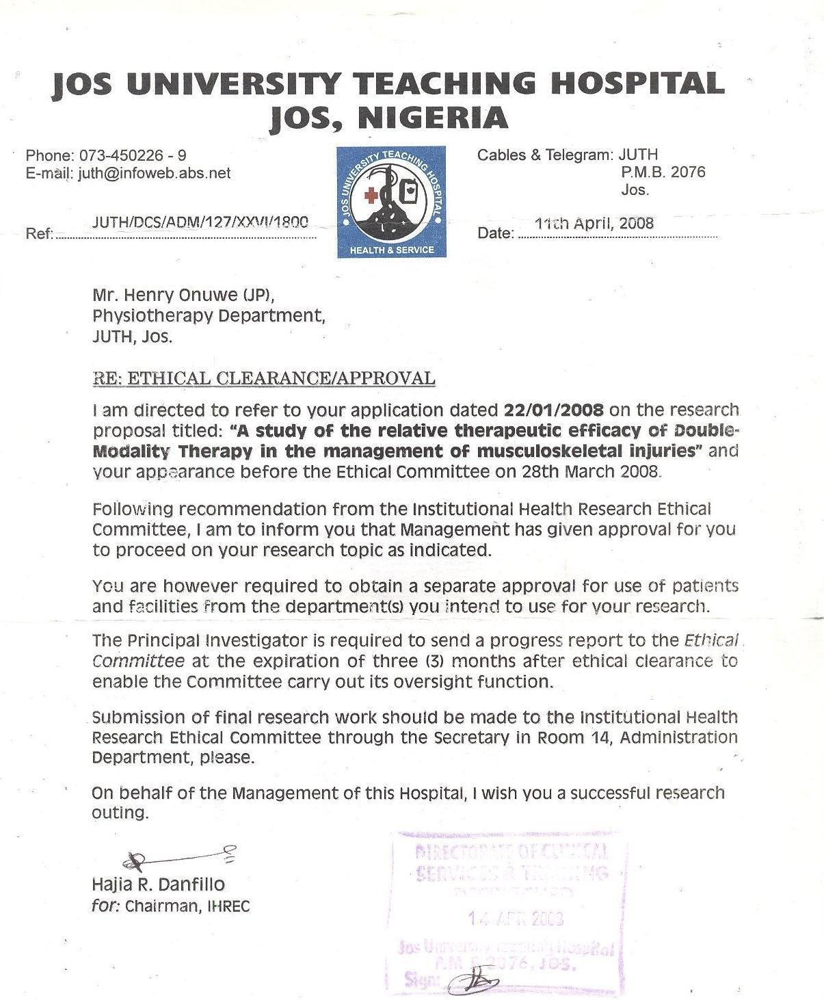 JOS UNIVERSITY TEACHING HOSPITAL
JOS, NIGERIA
Phone: 073-450226 - 9
E-mail: juth@infoweb.abs.net
Ref: JUTH/DCS/ADM/127/XXVI/1800
JOS UNIVERSITY TEACHING HOSPITAL
HEALTH & SERVICE
Cables & Telegram: JUTH
P.M.B. 2076
Jos.
Date: 11th April, 2008
Mr. Henry Onuwe (JP),
Physiotherapy Department,
JUTH, Jos.
RE: ETHICAL CLEARANCE/APPROVAL
I am directed to refer to your application dated 22/01/2008 on the research
proposal titled: “A study of the relative therapeutic efficacy of Double-
Modality Therapy in the management of musculoskeletal injuries” and
your appearance before the Ethical Committee on 28th March 2008.
Following recommendation from the Institutional Health Research Ethical
Committee, I am to inform you that Management has given approval for you
to proceed on your research topic as indicated.
You are however required to obtain a separate approval for use of patients
and facilities from the department(s) you intend to use for your research.
The Principal Investigator is required to send a progress report to the Ethical
Committee at the expiration of three (3) months after ethical clearance to
enable the Committee carry out its oversight function.
Submission of final research work should be made to the Institutional Health
Research Ethical Committee through the Secretary in Room 14, Administration
Department, please.
On behalf of the Management of this Hospital, I wish you a successful research
outing.
Hajia R. Danfillo
for: Chairman, IHREC
DIRECTORATE OF CLINICAL
SERVICES & TRAINING
14 APR
Jos University Teaching Hospital
P.M.B 2076, JOS.
Sign: